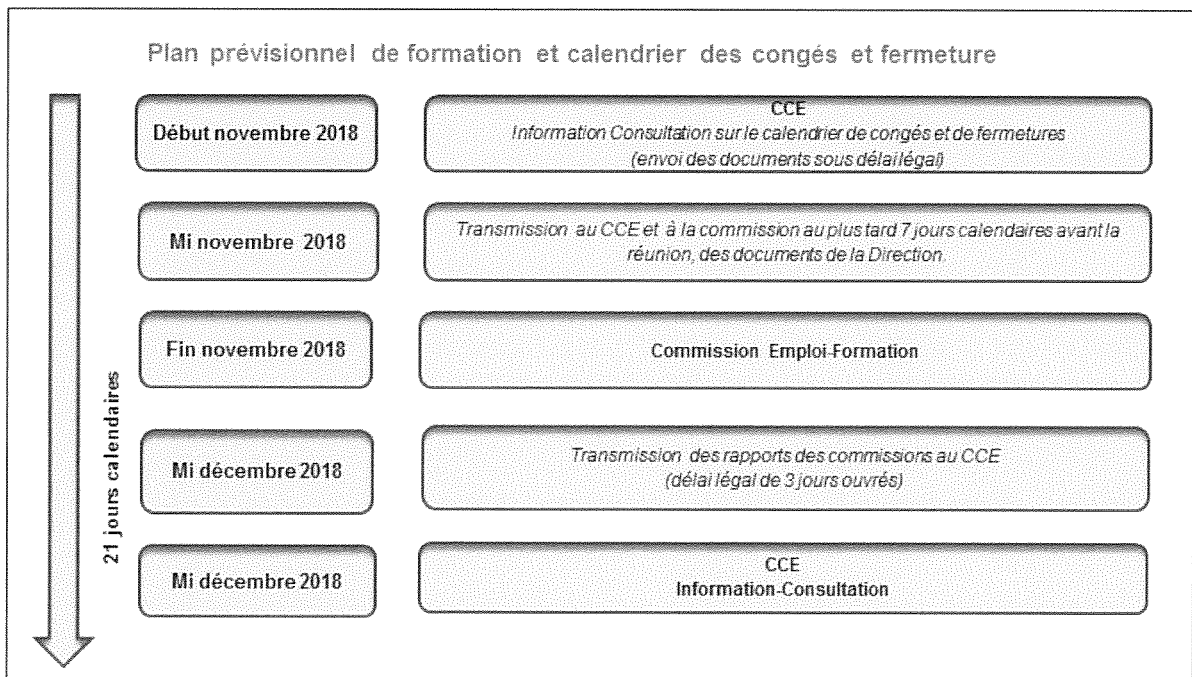 Plan prévisionnel de formation et calendrier des congés et fermeture
Début novembre 2018
CCE
Information Consultation sur le calendrier de congés et de fermetures
(envoi des documents sous délai légal)
Mi novembre 2018
Transmission au CCE et à la commission au plus tard 7 jours calendaires avant la
réunion, des documents de la Direction
Fin novembre 2018
Commission Emploi-Formation
21 jours calendaires
Mi décembre 2018
Transmission des rapports des commissions au CCE
(délai légal de 3 jours ouvrés)
Mi décembre 2018
CCE
Information-Consultation